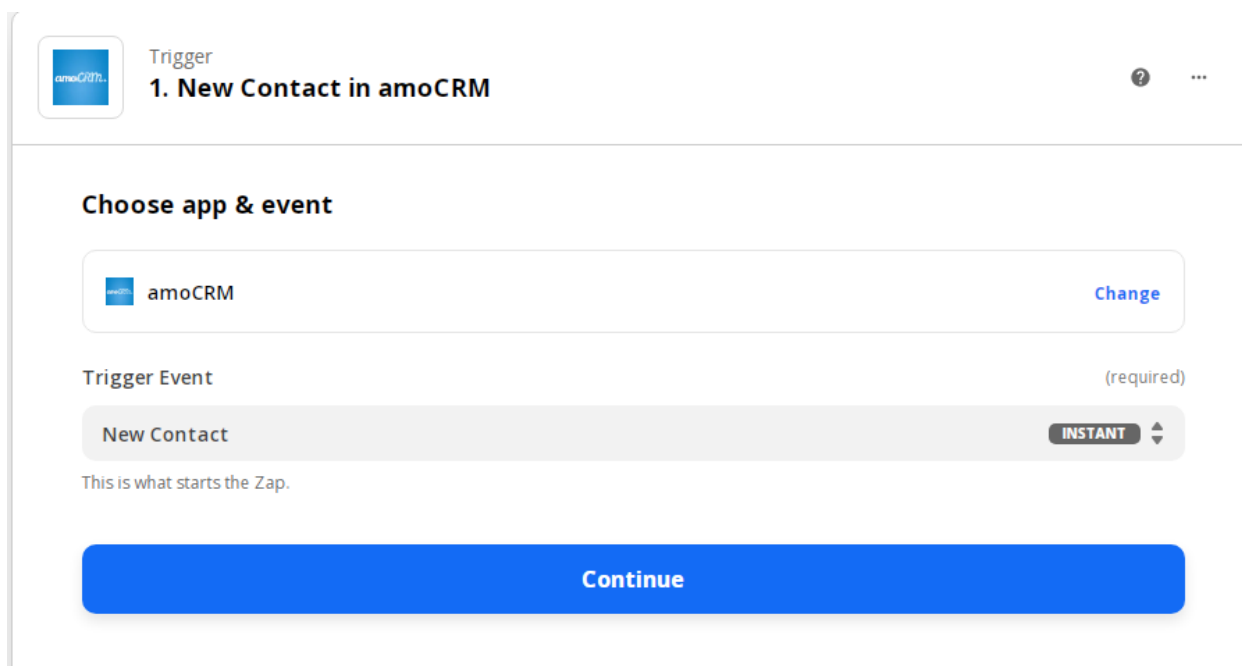 amoCRM.
Trigger
1. New Contact in amoCRM
Choose app & event
amoCRM
Change
Trigger Event
(required)
New Contact
INSTANT
This is what starts the Zap.
Continue